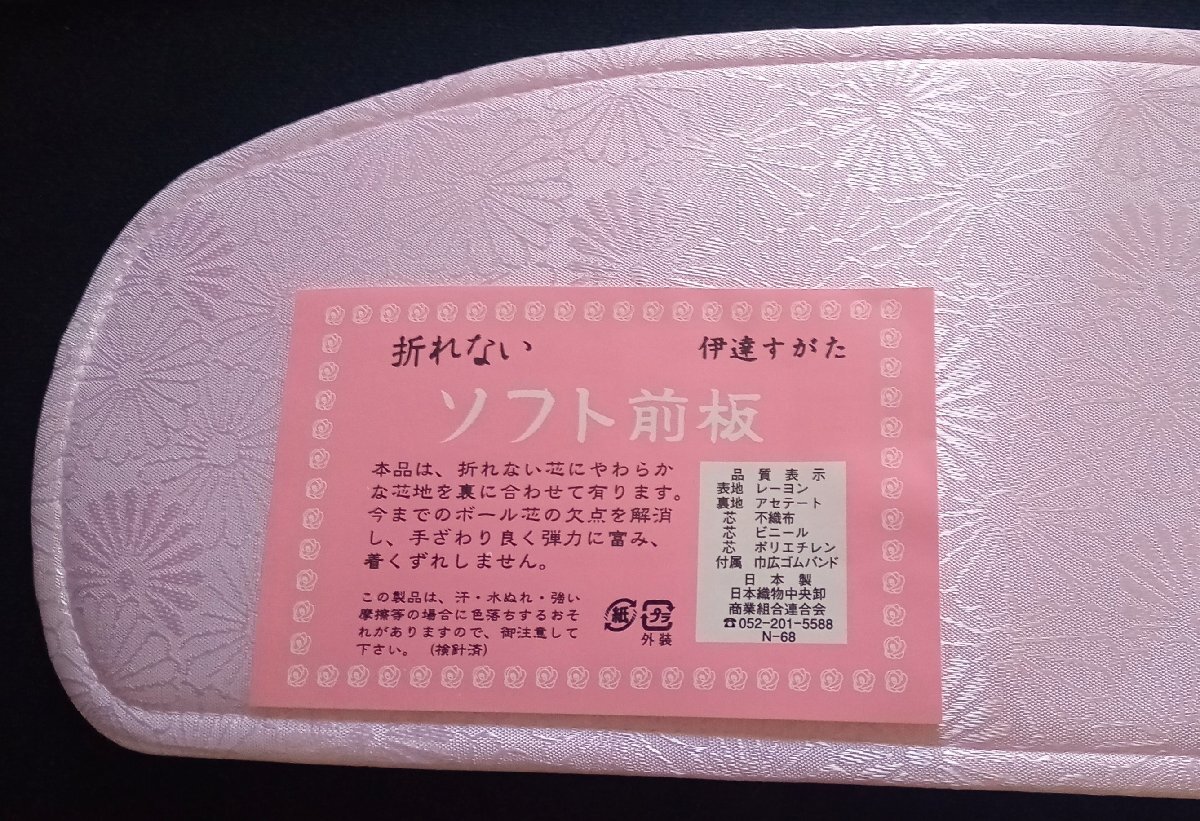 折れない 伊達すがた
ソフト前板
本品は、折れない芯にやわらか
な芯地を裏に合わせて有ります。
今までのボール芯の欠点を解消
し、手ざわり良く弾力に富み、
着くずれしません。
この製品は、汗・水ぬれ・強い
摩擦等の場合に色落ちするおそ
れがありますので、御注意して
下さい。 (検針済)
紙 プラ
外装
品質表示
表地 レーヨン
裏地 アセテート
芯 不織布
芯 ビニール
芯 ポリエチレン
付属 巾広ゴムバンド
日本製
日本織物中央卸
商業組合連合会
☎052-201-5588
N-68